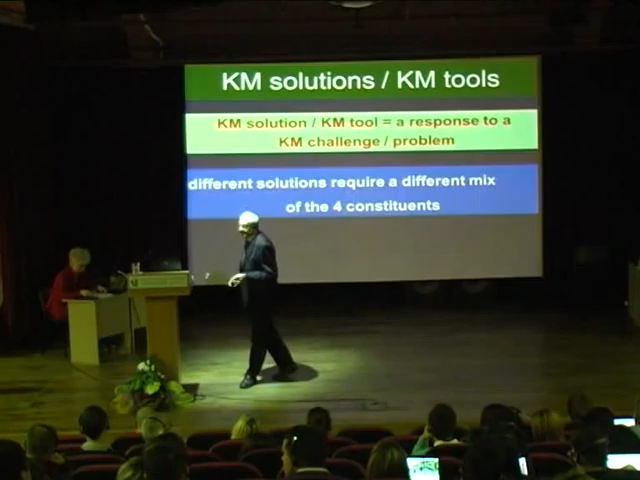 KM solutions / KM tools
KM solution / KM tool = a response to a
KM challenge / problem
different solutions require a different mix
of the 4 constituents